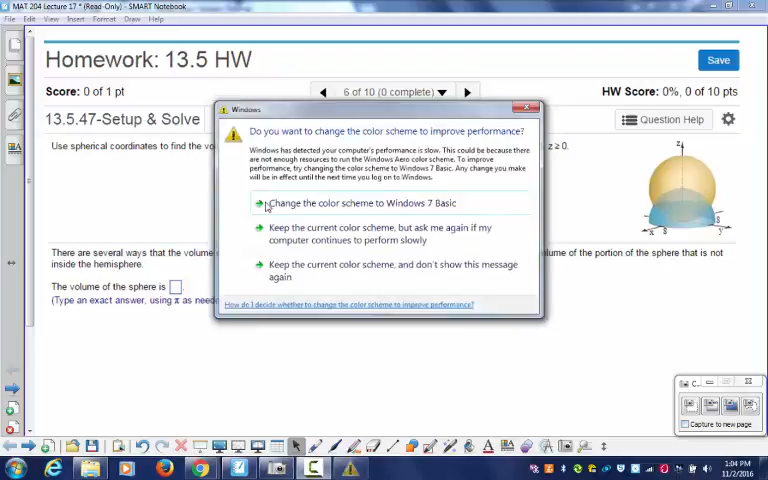 MAT 204 Lecture 17 * (Read-Only) - SMART Notebook
File Edit View Insert Format Draw Help
Homework: 13.5 HW
Save
Score: 0 of 1 pt
6 of 10 (0 complete)
HW Score: 0%, 0 of 10 pts
13.5.47-Setup & Solve
Question Help
Use spherical coordinates to find the vo
z ≥ 0.
Windows
Do you want to change the color scheme to improve performance?
Windows has detected your computer's performance is slow. This could be because there
are not enough resources to run the Windows Aero color scheme. To improve
performance, try changing the color scheme to Windows 7 Basic. Any change you make
will be in effect until the next time you log on to Windows.
Change the color scheme to Windows 7 Basic
Keep the current color scheme, but ask me again if my
computer continues to perform slowly
Keep the current color scheme, and don't show this message
again
How do I decide whether to change the color scheme to improve performance?
z
x 8 8 y
There are several ways that the volume o
olume of the portion of the sphere that is not
inside the hemisphere.
The volume of the sphere is
(Type an exact answer, using π as neede
C...
Capture to new page
1:04 PM
11/2/2016